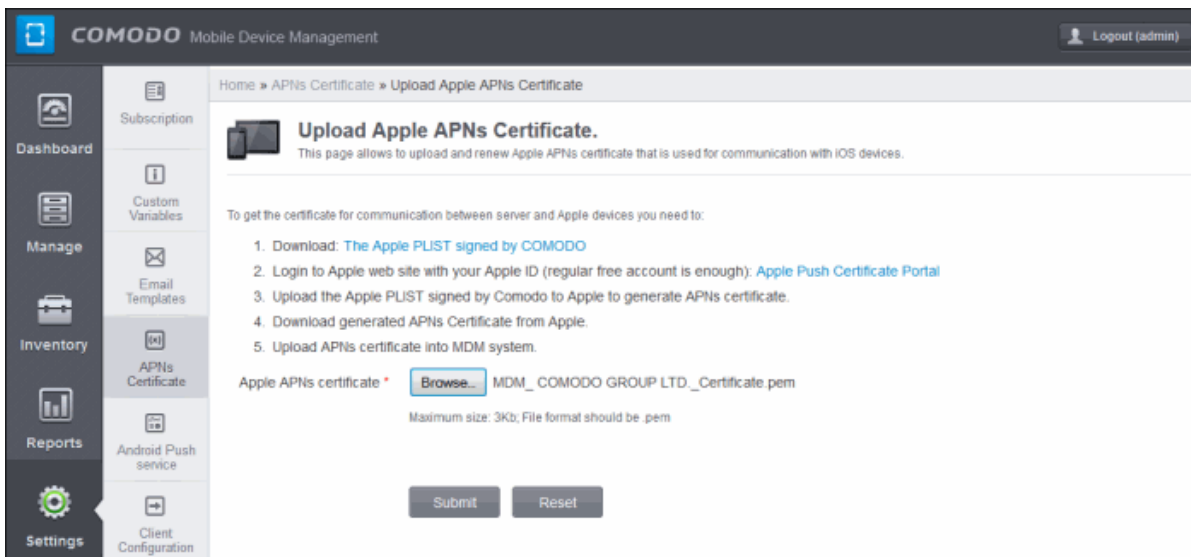 COMODO Mobile Device Management
Logout (admin)
Dashboard
Manage
Inventory
Reports
Settings
Subscription
Custom
Variables
Email
Templates
APNs
Certificate
Android Push
service
Client
Configuration
Home » APNs Certificate » Upload Apple APNs Certificate
Upload Apple APNs Certificate.
This page allows to upload and renew Apple APNs certificate that is used for communication with iOS devices.
To get the certificate for communication between server and Apple devices you need to:
1. Download: The Apple PLIST signed by COMODO
2. Login to Apple web site with your Apple ID (regular free account is enough): Apple Push Certificate Portal
3. Upload the Apple PLIST signed by Comodo to Apple to generate APNs certificate.
4. Download generated APNs Certificate from Apple.
5. Upload APNs certificate into MDM system.
Apple APNs certificate * Browse... MDM_ COMODO GROUP LTD._Certificate.pem
Maximum size: 3Kb; File format should be .pem
Submit Reset